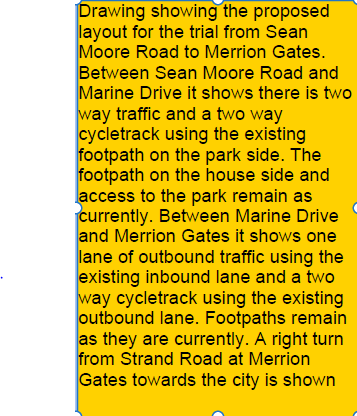 Drawing showing the proposed
layout for the trial from Sean
Moore Road to Merrion Gates.
Between Sean Moore Road and
Marine Drive it shows there is two
way traffic and a two way
cycletrack using the existing
footpath on the park side. The
footpath on the house side and
access to the park remain as
currently. Between Marine Drive
and Merrion Gates it shows one
lane of outbound traffic using the
existing inbound lane and a two
way cycletrack using the existing
outbound lane. Footpaths remain
as they are currently. A right turn
from Strand Road at Merrion
Gates towards the city is shown